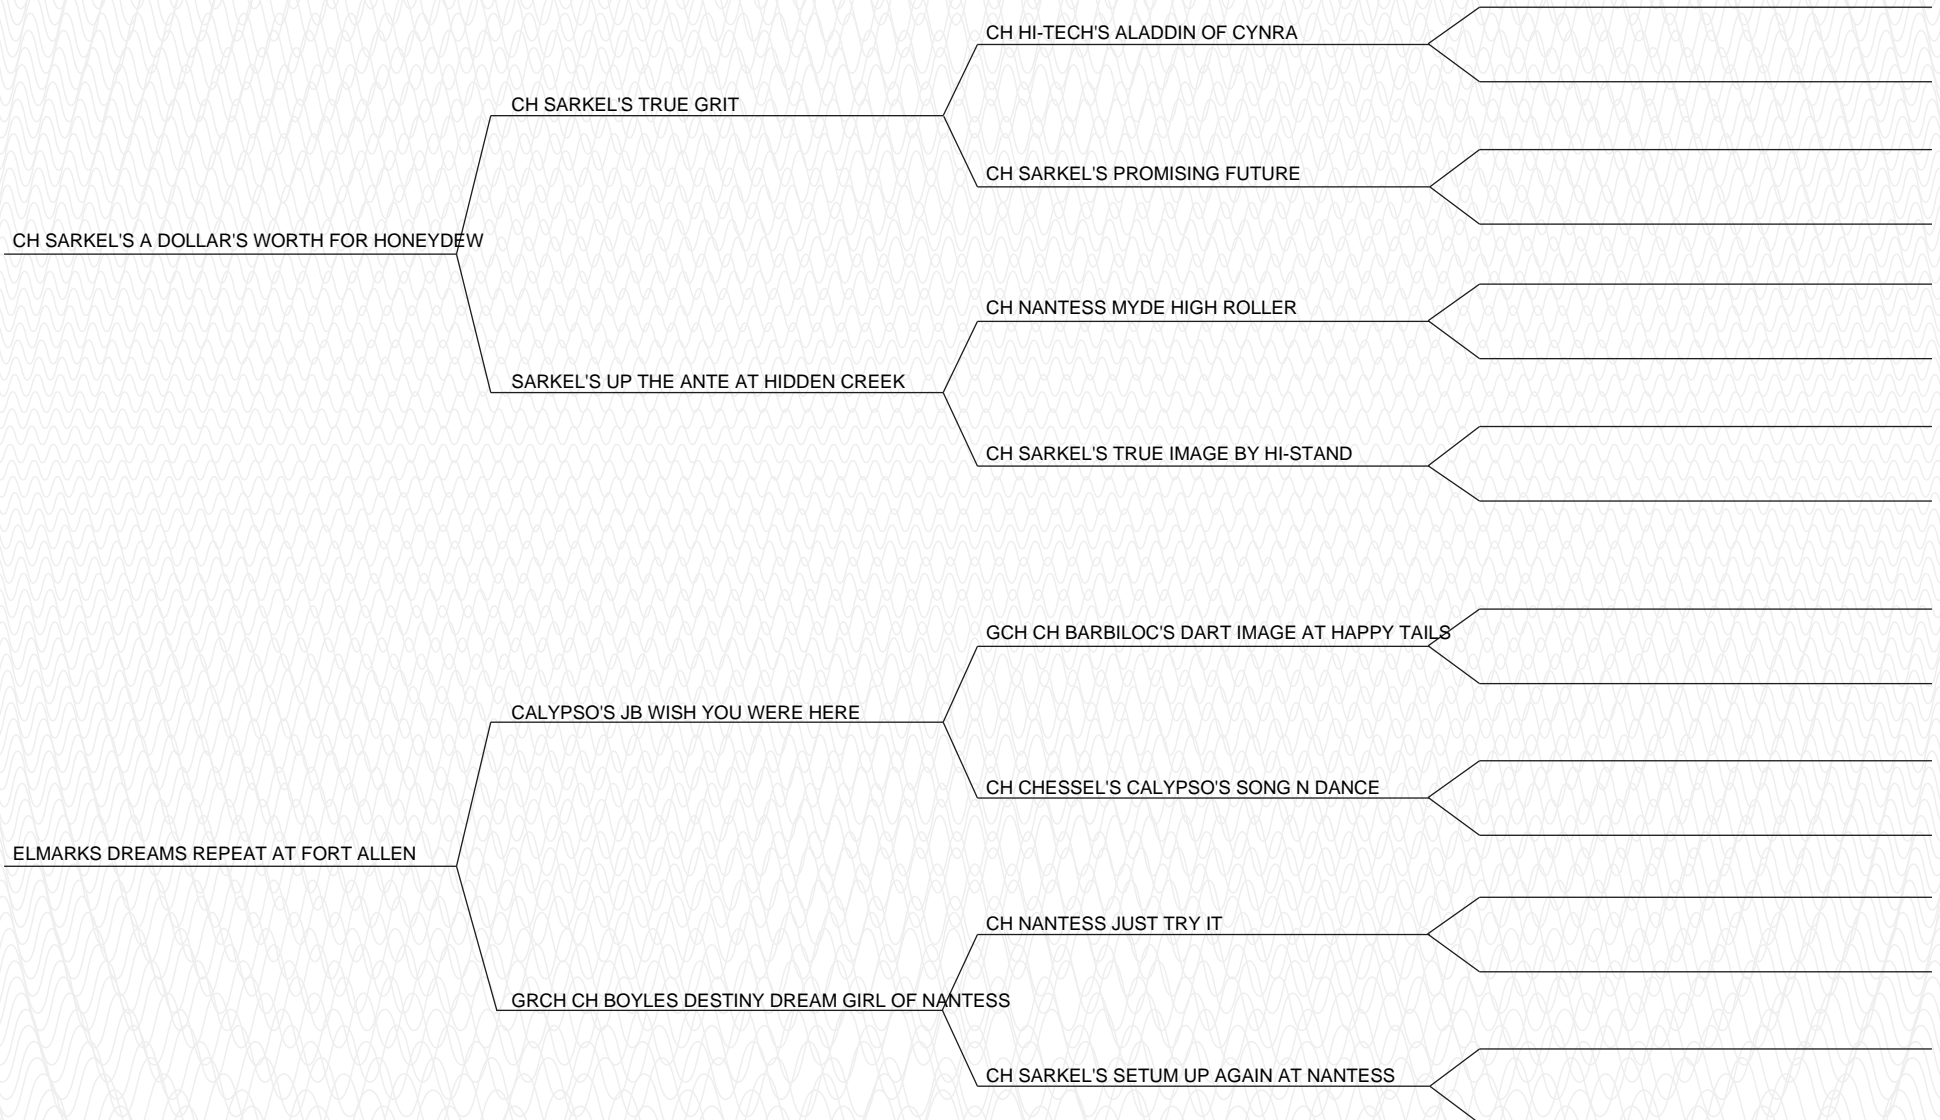 CH HI-TECH'S ALADDIN OF CYNRA
CH SARKEL'S TRUE GRIT
CH SARKEL'S PROMISING FUTURE
CH SARKEL'S A DOLLAR'S WORTH FOR HONEYDEW
CH NANTESS MYDE HIGH ROLLER
SARKEL'S UP THE ANTE AT HIDDEN CREEK
CH SARKEL'S TRUE IMAGE BY HI-STAND
GCH CH BARBILOC'S DART IMAGE AT HAPPY TAILS
CALYPSO'S JB WISH YOU WERE HERE
CH CHESSEL'S CALYPSO'S SONG N DANCE
ELMARKS DREAMS REPEAT AT FORT ALLEN
CH NANTESS JUST TRY IT
GRCH CH BOYLES DESTINY DREAM GIRL OF NANTESS
CH SARKEL'S SETUM UP AGAIN AT NANTESS